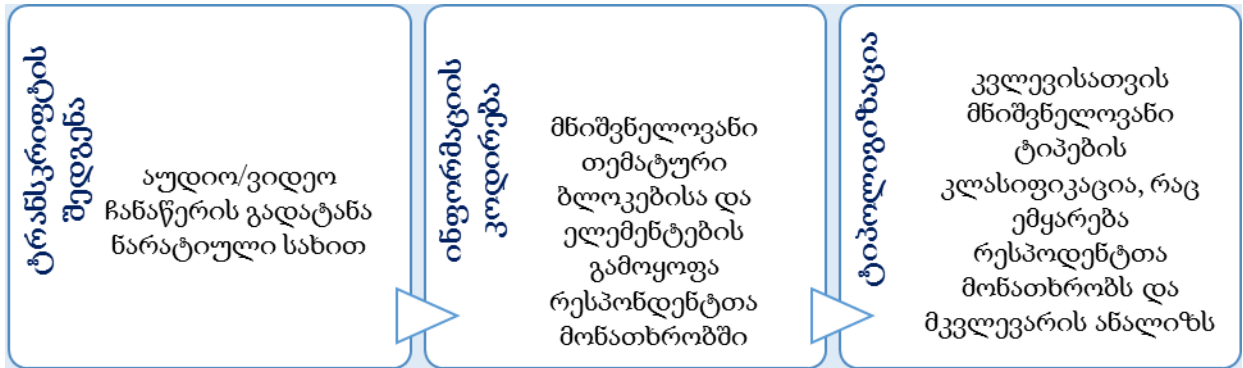 ტრანსკრიფტის
შედგენა
აუდიო/ვიდეო
ჩანაწერის გადატანა
ნარატიული სახით
ინფორმაციის
კოდირება
მნიშვნელოვანი
თემატური
ბლოკებისა და
ელემენტების
გამოყოფა
რესპონდენტთა
მონათხრობში
ტიპოლიგიზაცია
კვლევისათვის
მნიშვნელოვანი
ტიპების
კლასიფიკაცია, რაც
ემყარება
რესპოდენტთა
მონათხრობს და
მკვლევარის ანალიზს